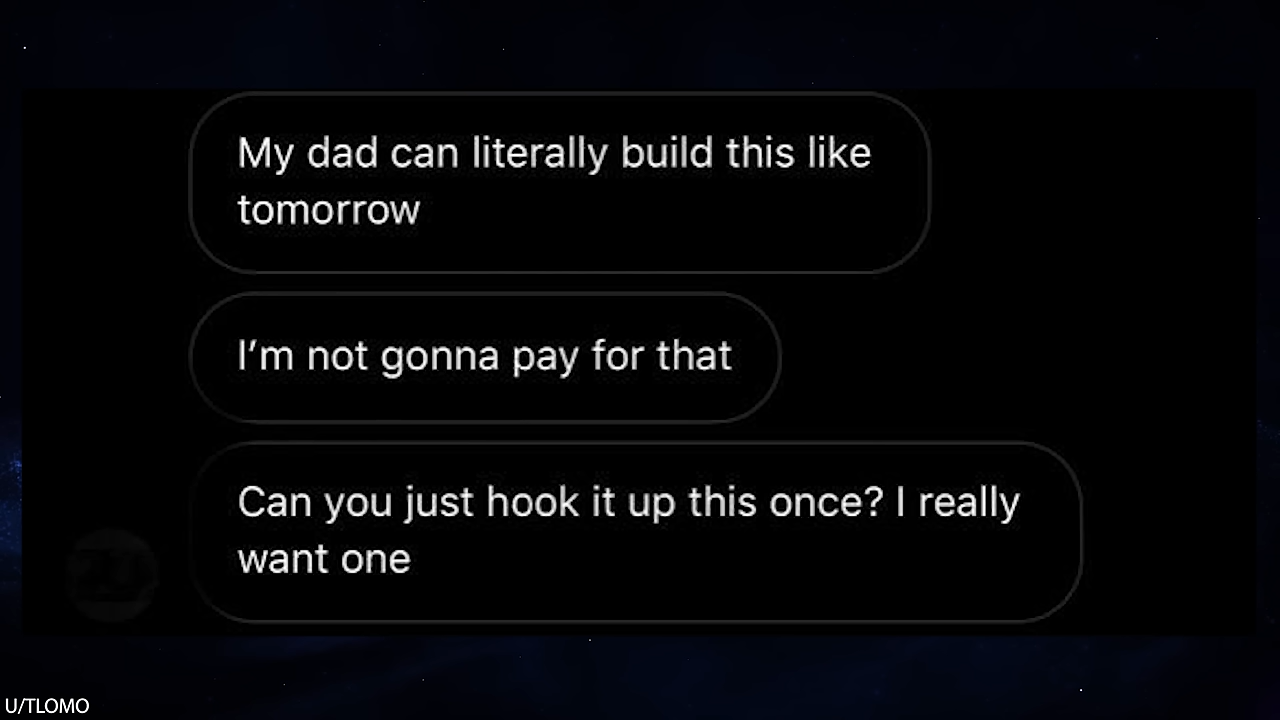 My dad can literally build this like
tomorrow
I’m not gonna pay for that
Can you just hook it up this once? I really
want one
U/TLOMO